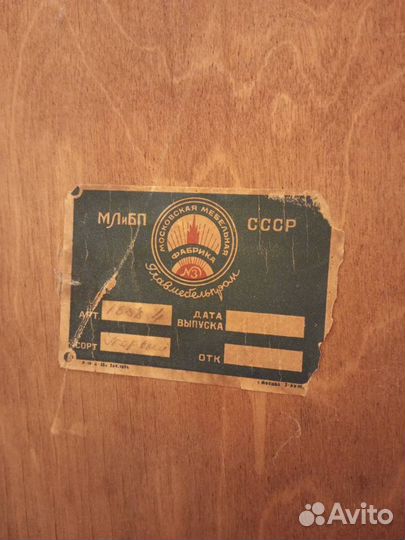 МЛиБП
СССР
МОСКОВСКАЯ МЕБЕЛЬНАЯ
ФАБРИКА
№3
Главмебельпром
АРТ.
ДАТА
ВЫПУСКА
СОРТ
ОТК
Avito